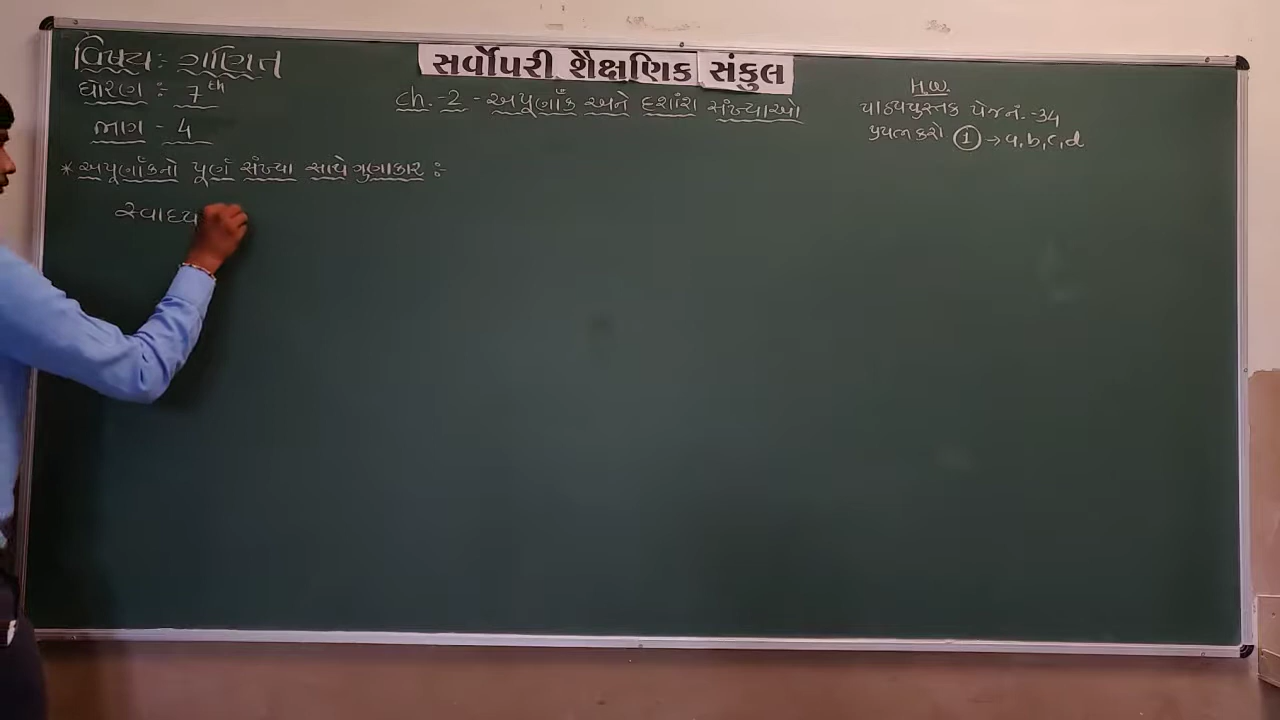 વિષય : ગણિત
ધોરણ : 7th
ભાગ - 4
સર્વોપરી શૈક્ષણિક સંકુલ
ch. -2 - અપૂર્ણાંક અને દશાંશ સંખ્યાઓ
H.W.
પાઠ્યપુસ્તક પેજ નં. -34
પ્રયત્ન કરો ① → a, b, c, d
* અપૂર્ણાંકનો પૂર્ણ સંખ્યા સાથે ગુણાકાર :-
સ્વાધ્ય